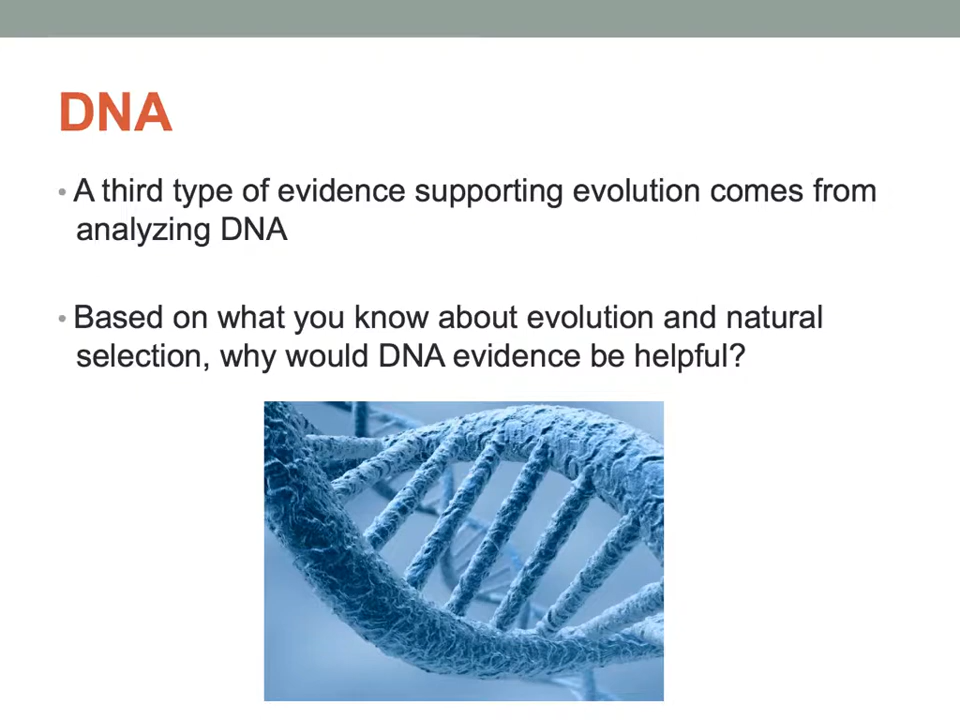 DNA
• A third type of evidence supporting evolution comes from
analyzing DNA
• Based on what you know about evolution and natural
selection, why would DNA evidence be helpful?